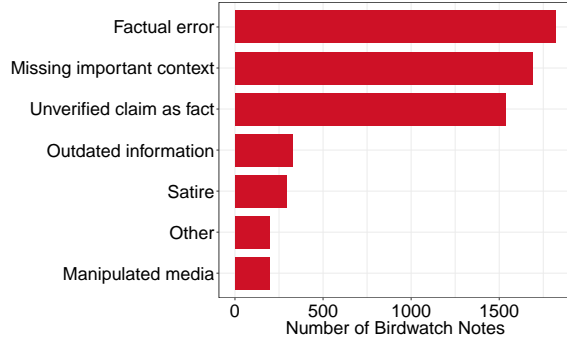 Factual error
Missing important context
Unverified claim as fact
Outdated information
Satire
Other
Manipulated media
0 500 1000 1500
Number of Birdwatch Notes